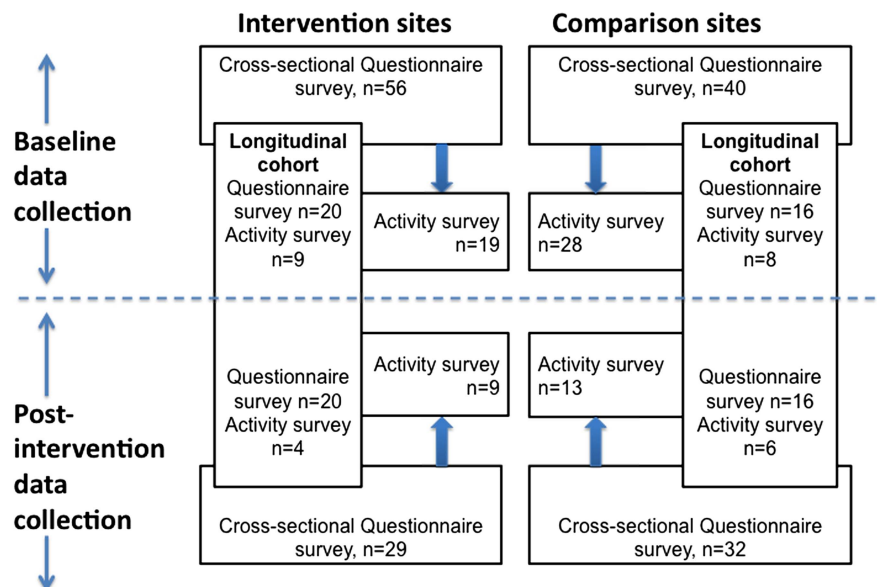 Intervention sites
Comparison sites
Cross-sectional Questionnaire
survey, n=56
Cross-sectional Questionnaire
survey, n=40
Baseline
data
collection
Longitudinal
cohort
Questionnaire
survey n=20
Activity survey
n=9
Activity survey
n=19
Activity survey
n=28
Longitudinal
cohort
Questionnaire
survey n=16
Activity survey
n=8
Post-
intervention
data
collection
Questionnaire
survey n=20
Activity survey
n=4
Activity survey
n=9
Activity survey
n=13
Questionnaire
survey n=16
Activity survey
n=6
Cross-sectional Questionnaire
survey, n=29
Cross-sectional Questionnaire
survey, n=32